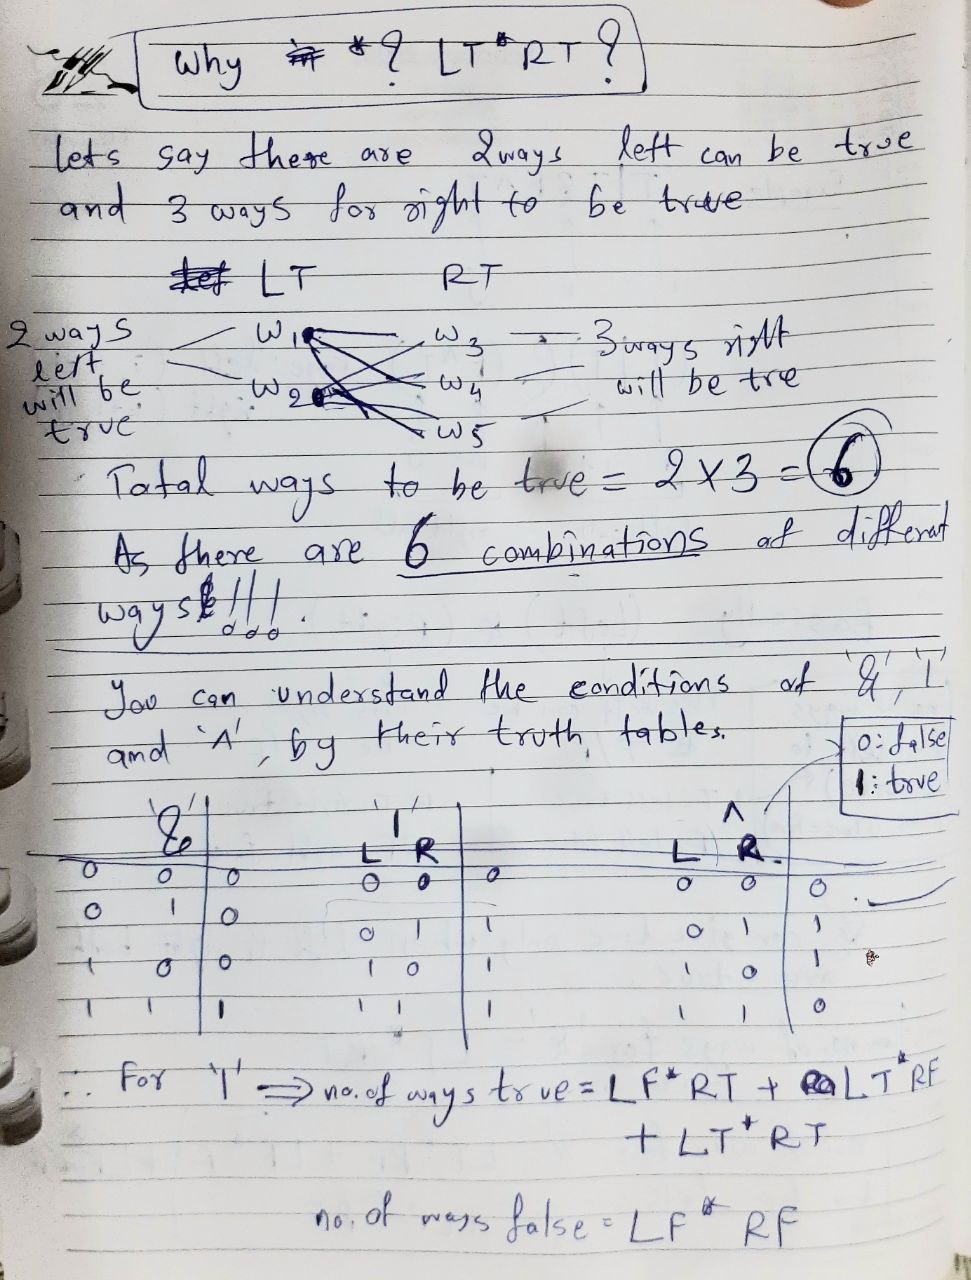 Why *? LT*RT?
Lets say there are 2ways left can be true
and 3 ways for right to be true
LT RT
2 ways left will be true
W1 W3
W2 W4
W5
3ways right will be tre
Total ways to be true = 2 X 3 = 6
As there are 6 combinations of different
ways!!!.
You can understand the conditions of '&', '|'
and '^', by their truth tables.
0: false
1: true
'&' '|' ^
L R L R
0 0 0 0 0 0 0 0 0
0 1 0 0 1 1 0 1 1
1 0 0 1 0 1 1 0 1
1 1 1 1 1 1 1 1 0
∴ For '|' ⇒ no. of ways true = LF* RT + LT*RF
+ LT* RT
no. of ways false = LF * RF